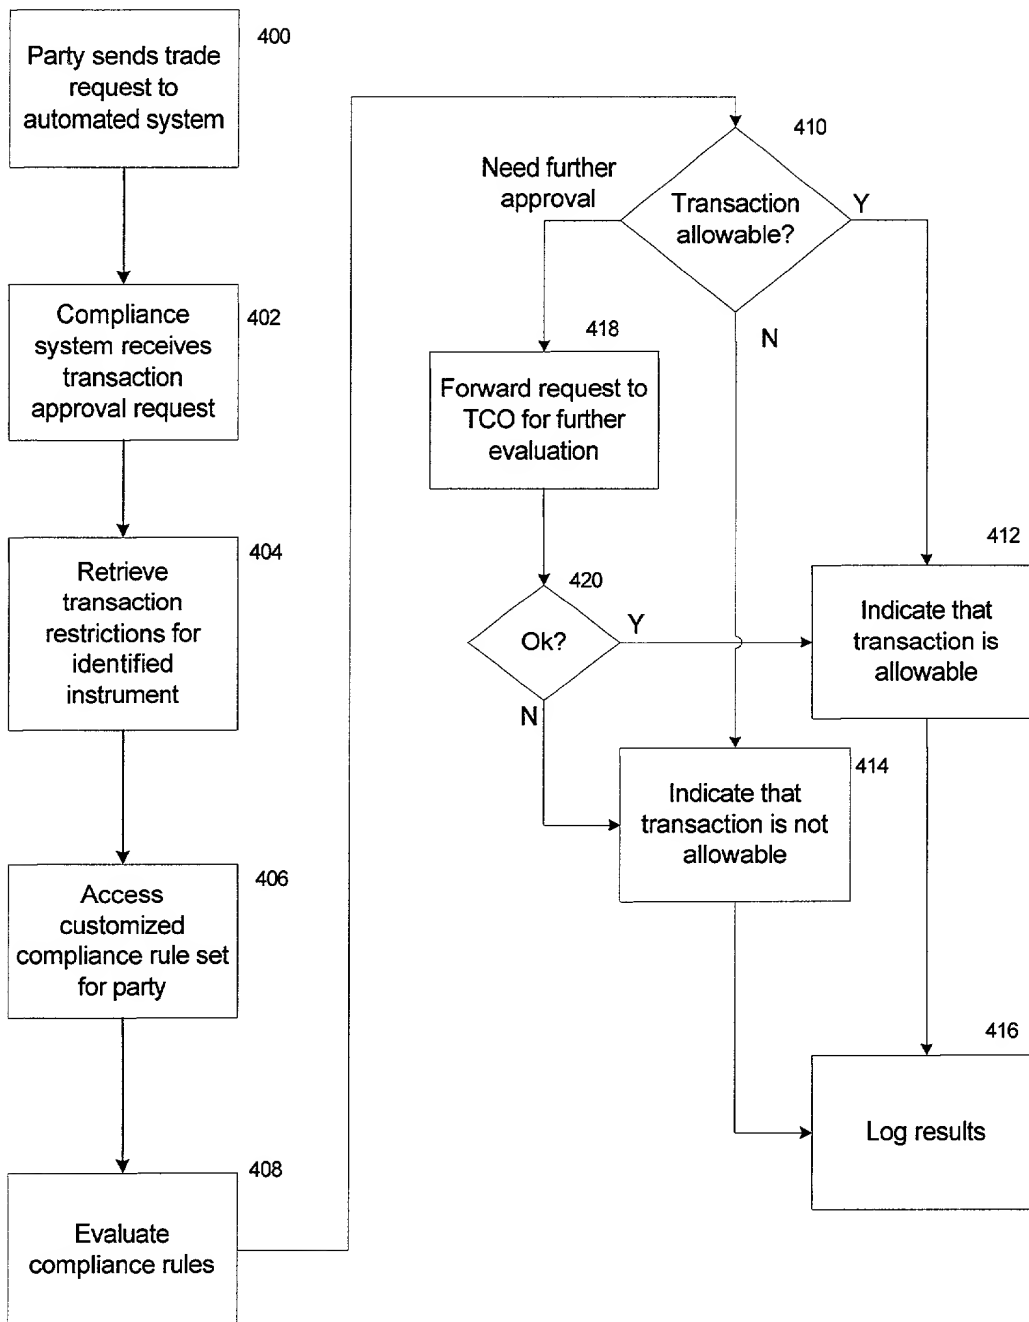 400
Party sends trade
request to
automated system
402
Compliance
system receives
transaction
approval request
404
Retrieve
transaction
restrictions for
identified
instrument
406
Access
customized
compliance rule set
for party
408
Evaluate
compliance rules
410
Transaction
allowable?
Need further
approval
Y
N
418
Forward request to
TCO for further
evaluation
420
Ok?
Y
N
412
Indicate that
transaction is
allowable
414
Indicate that
transaction is not
allowable
416
Log results